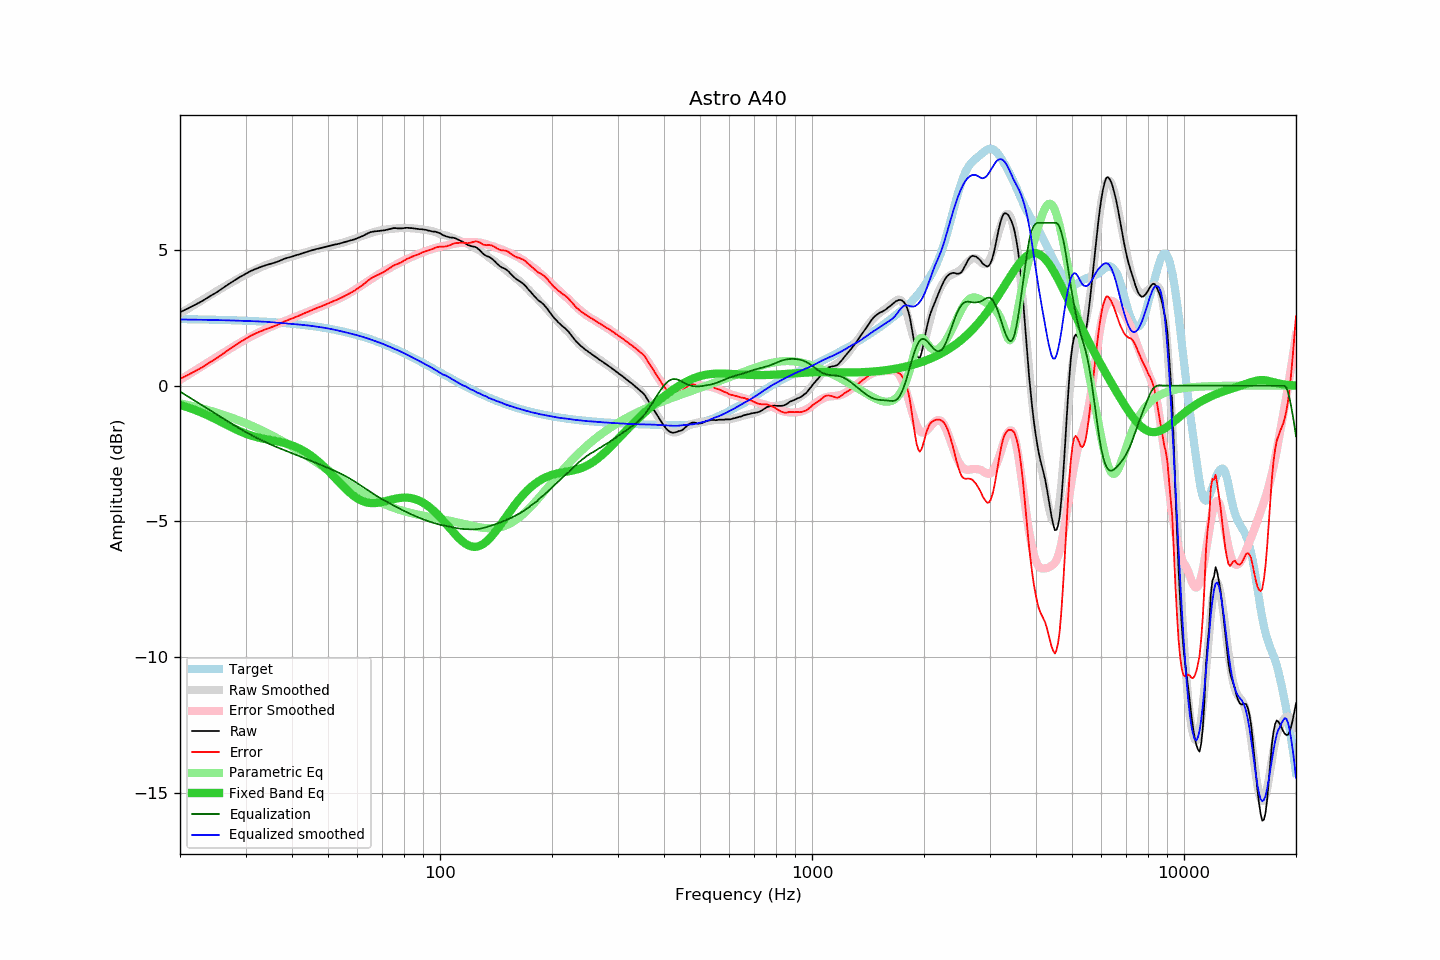 Astro A40
Amplitude (dBr)
5
0
−5
−10
−15
Target
Raw Smoothed
Error Smoothed
Raw
Error
Parametric Eq
Fixed Band Eq
Equalization
Equalized smoothed
100
1000
10000
Frequency (Hz)